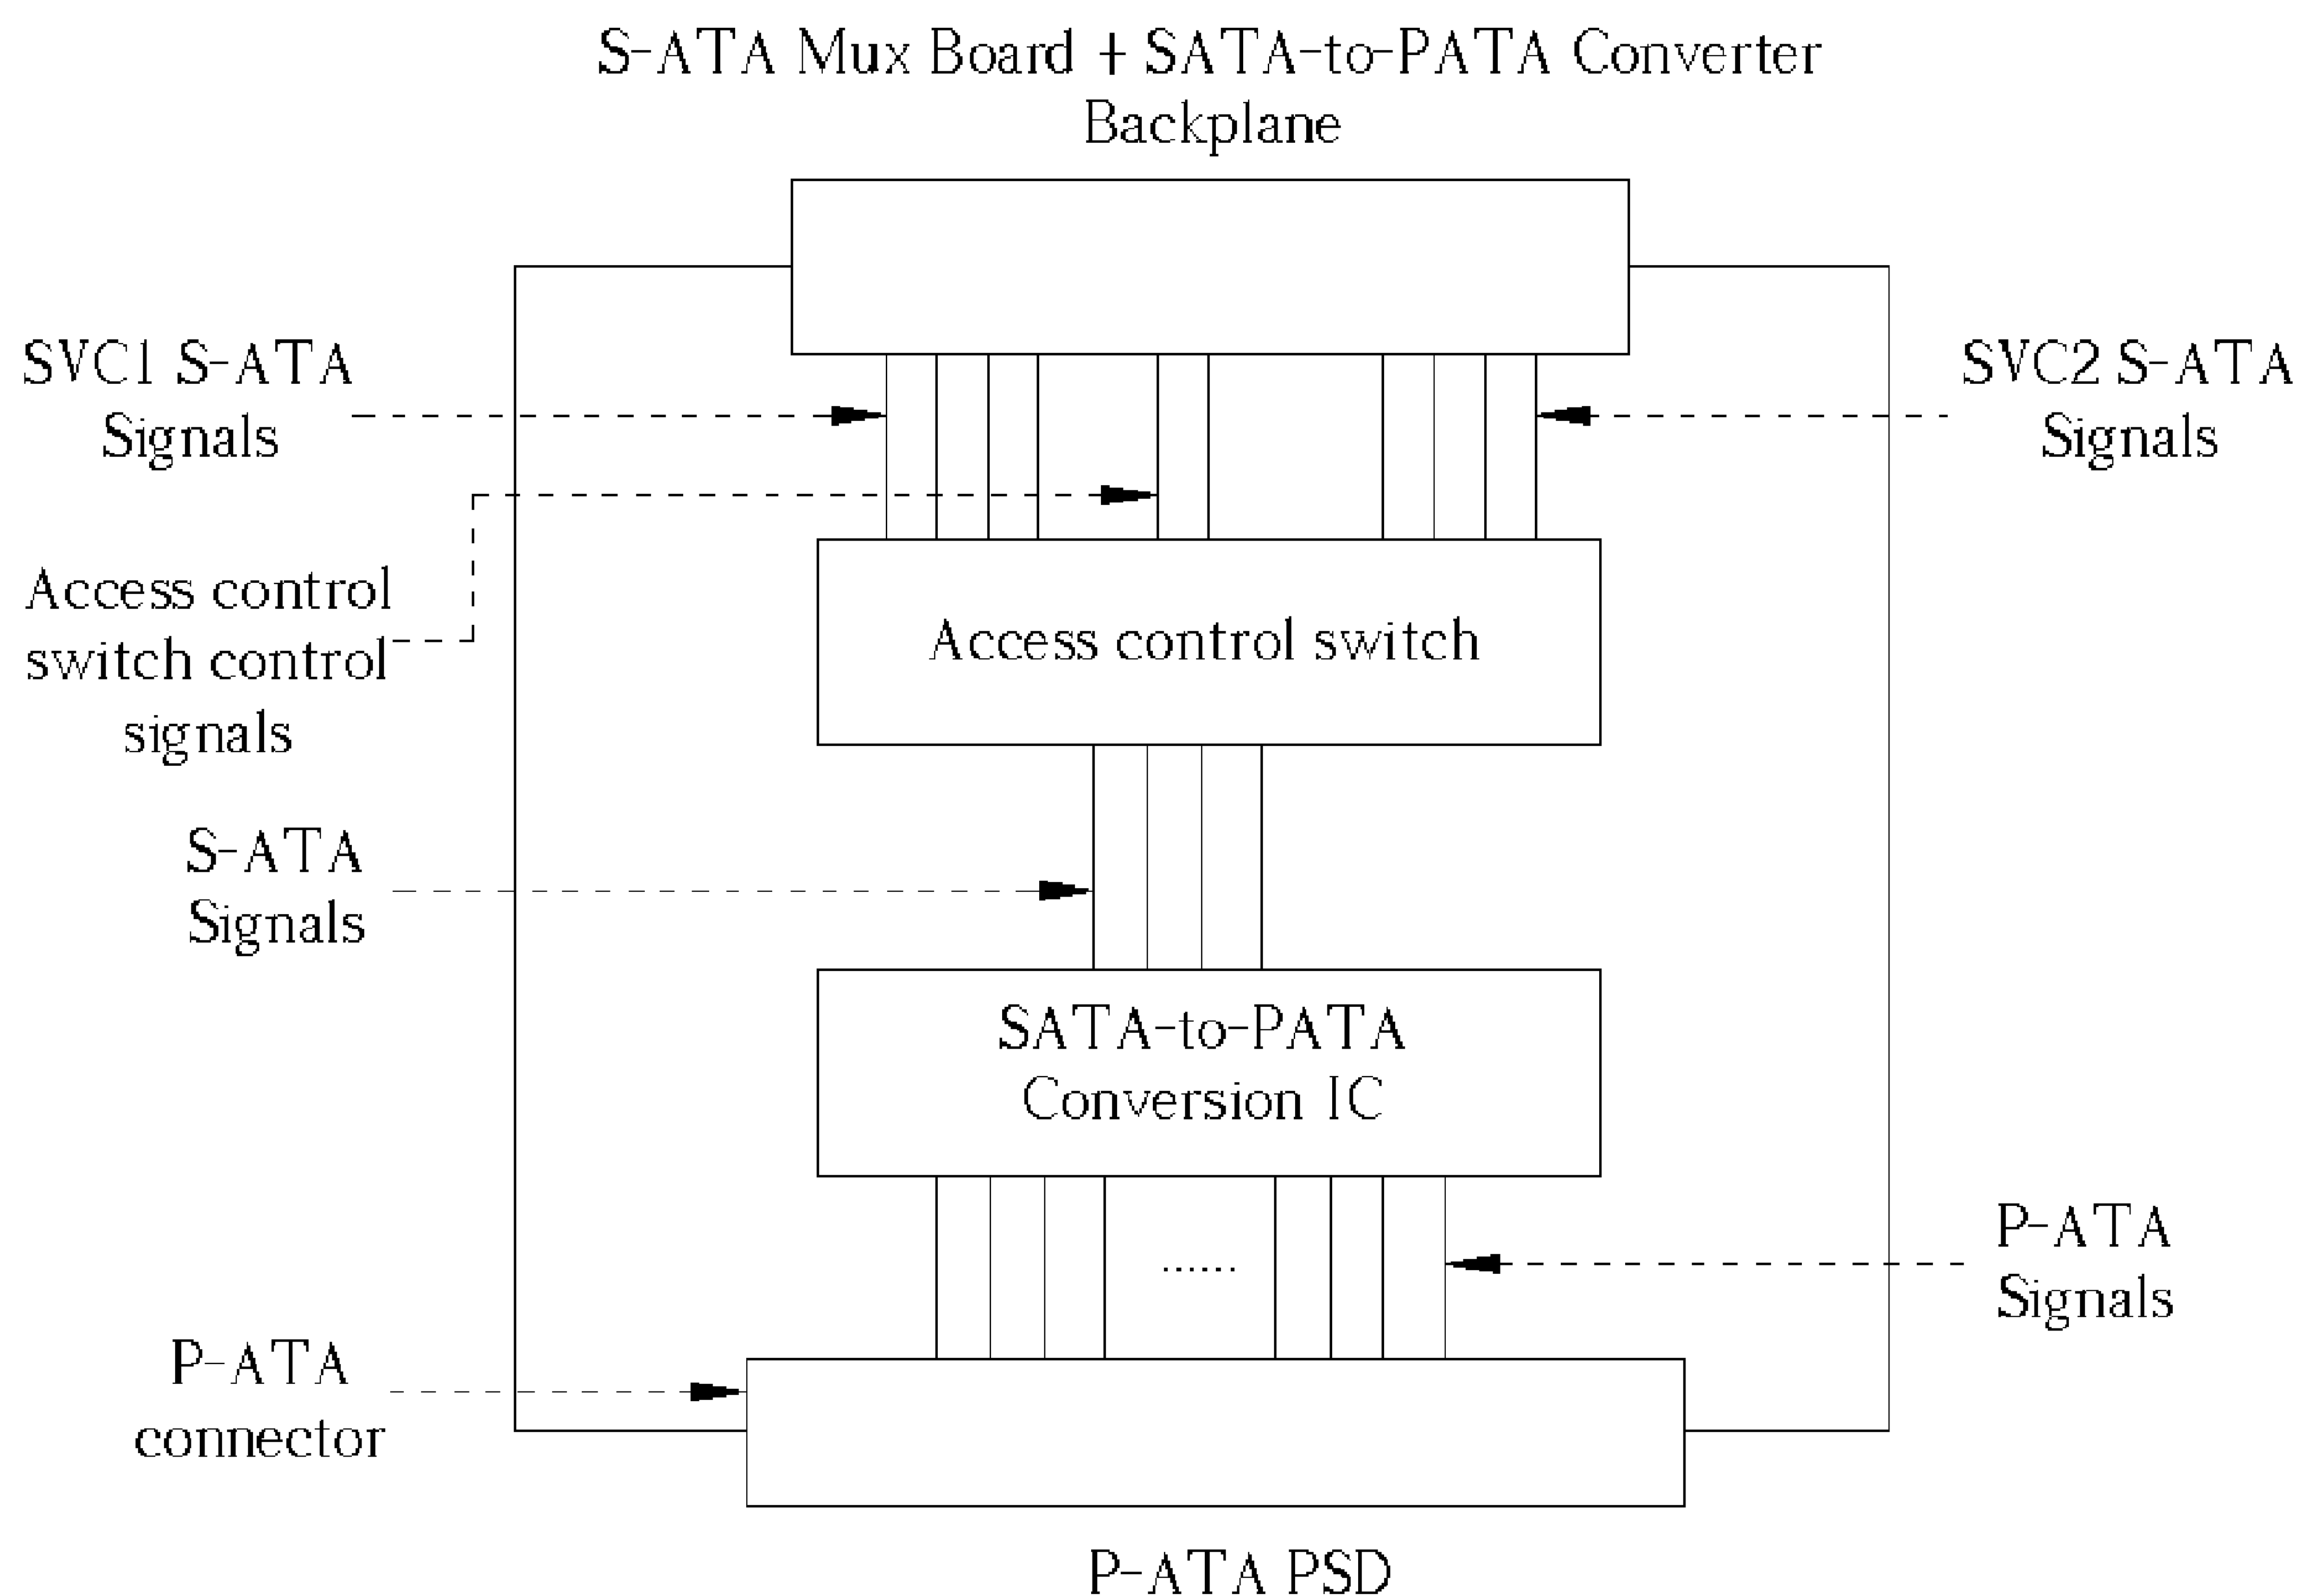 S-ATA Mux Board + SATA-to-PATA Converter
Backplane
SVC1 S-ATA
Signals
SVC2 S-ATA
Signals
Access control
switch control
signals
Access control switch
S-ATA
Signals
SATA-to-PATA
Conversion IC
P-ATA
Signals
......
P-ATA
connector
P-ATA PSD